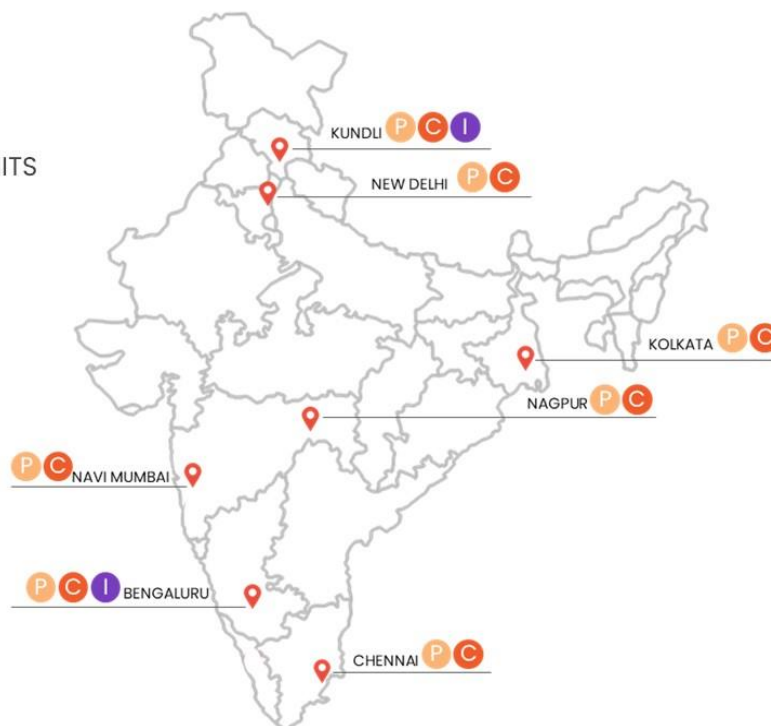 KUNDLI P C I
ITS
NEW DELHI P C
KOLKATA P C
NAGPUR P C
P C NAVI MUMBAI
P C I BENGALURU
CHENNAI P C